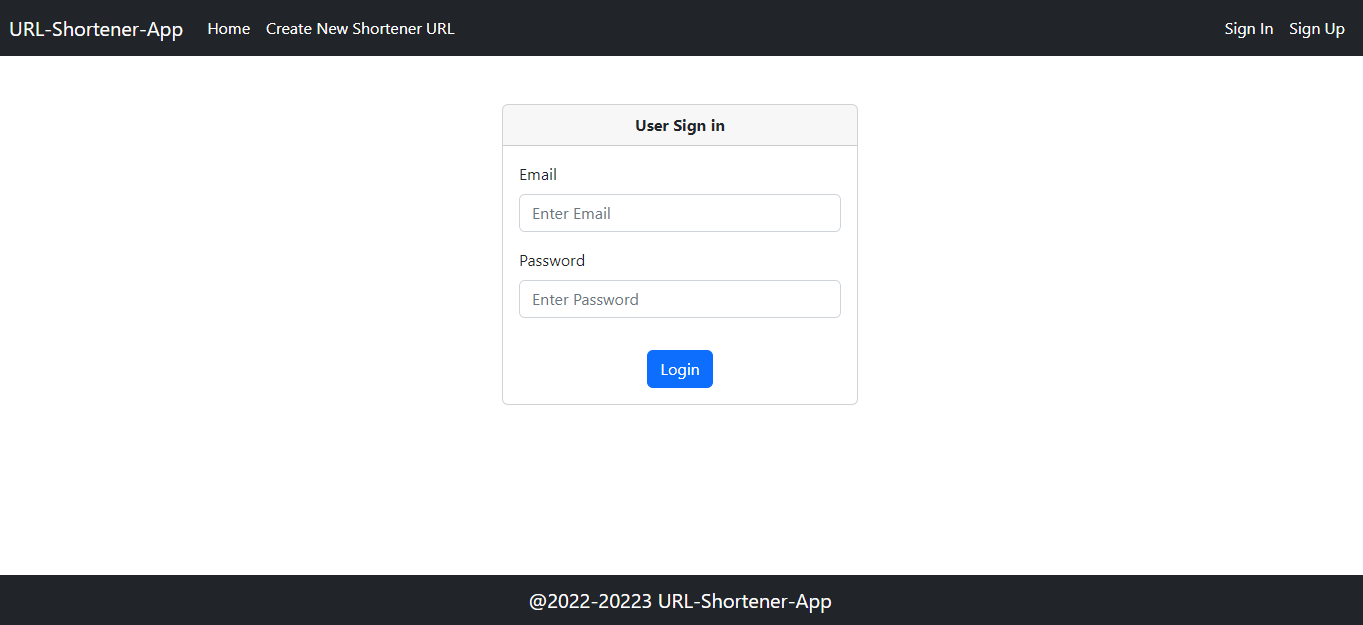 URL-Shortener-App Home Create New Shortener URL Sign In Sign Up
User Sign in
Email
Enter Email
Password
Enter Password
Login
@2022-20223 URL-Shortener-App